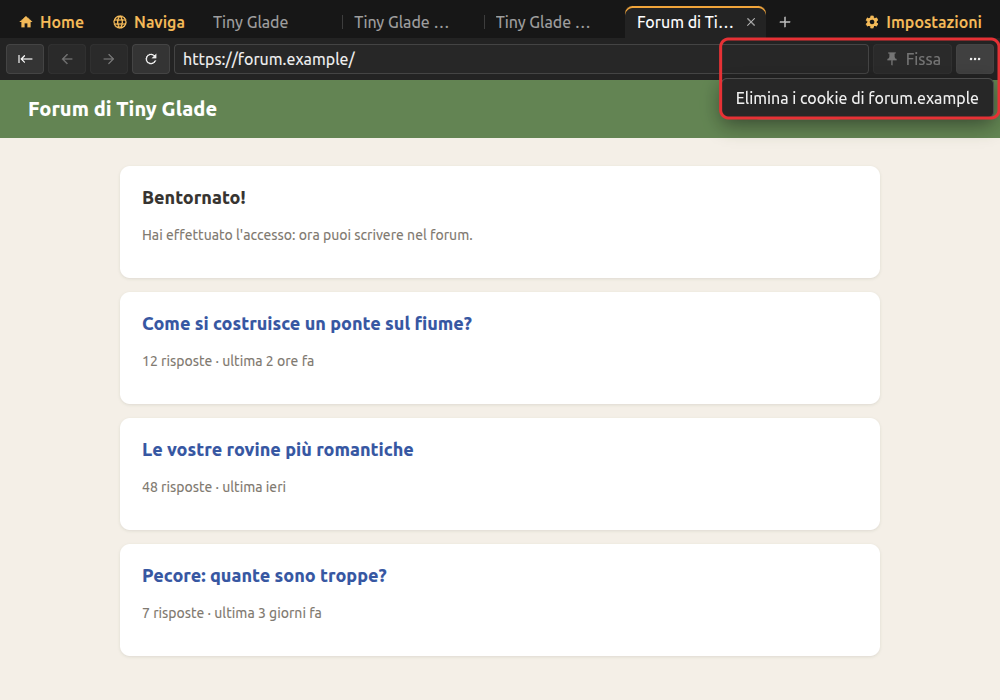 Home Naviga Tiny Glade Tiny Glade ... Tiny Glade ... Forum di Ti... Impostazioni
https://forum.example/ Fissa
Elimina i cookie di forum.example
Forum di Tiny Glade
Bentornato!
Hai effettuato l'accesso: ora puoi scrivere nel forum.
Come si costruisce un ponte sul fiume?
12 risposte · ultima 2 ore fa
Le vostre rovine più romantiche
48 risposte · ultima ieri
Pecore: quante sono troppe?
7 risposte · ultima 3 giorni fa